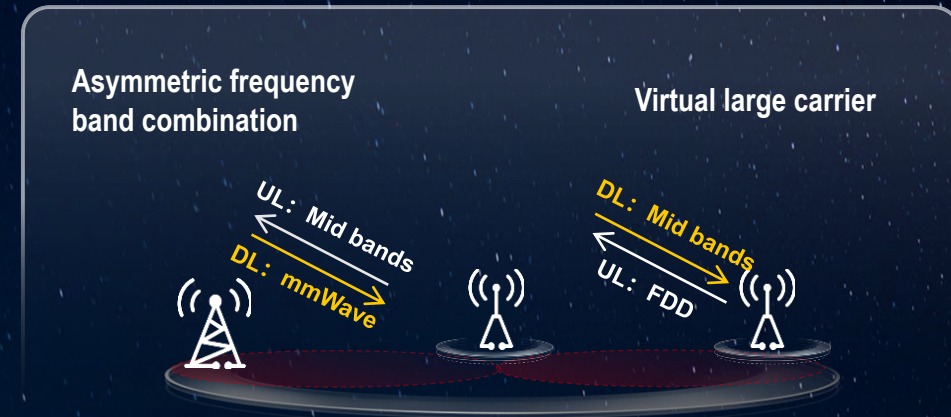 Asymmetric frequency
band combination
Virtual large carrier
UL：Mid bands
DL：mmWave
DL：Mid bands
UL：FDD